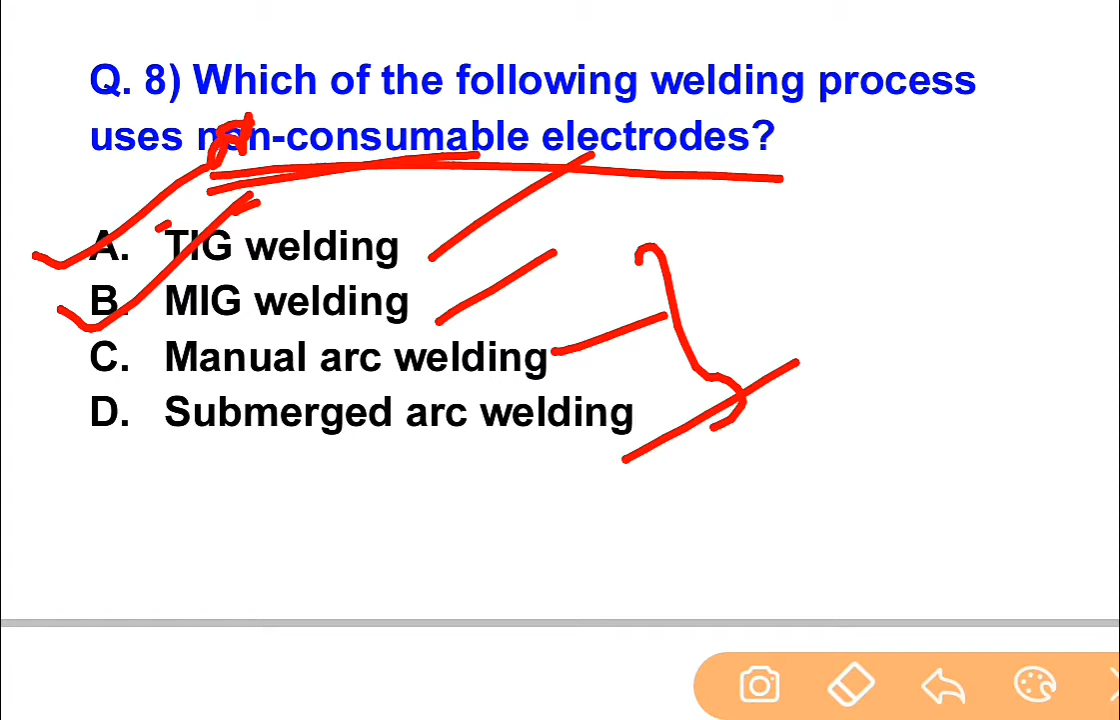 Q. 8) Which of the following welding process
uses non-consumable electrodes?
A. TIG welding
B. MIG welding
C. Manual arc welding
D. Submerged arc welding